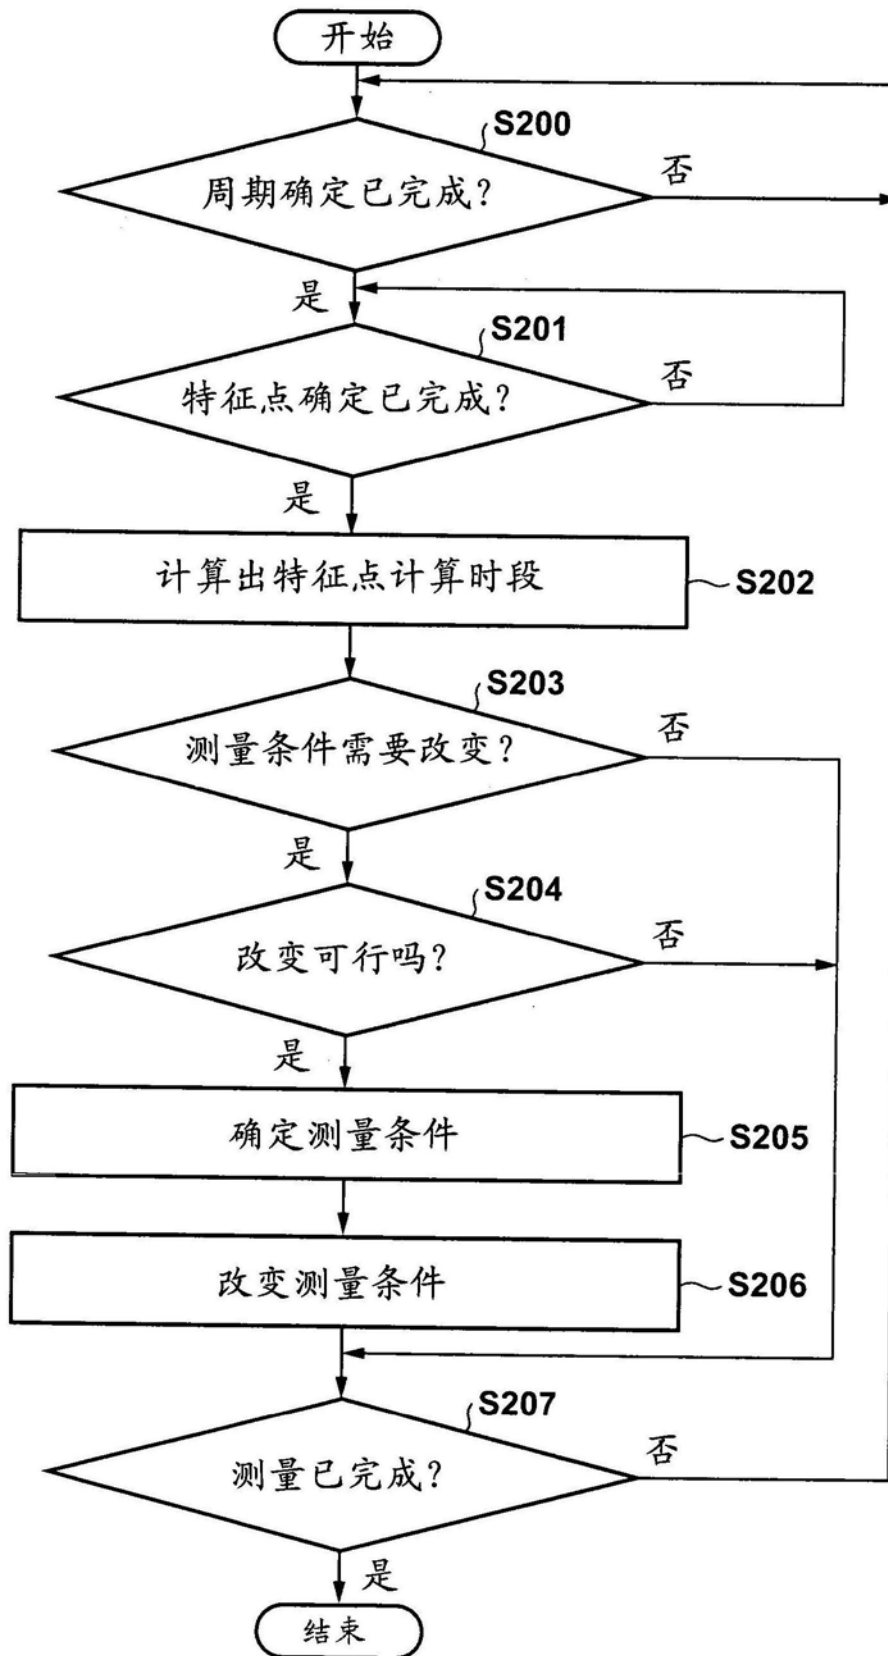 开始
S200
周期确定已完成?
否
是
S201
特征点确定已完成?
否
是
计算出特征点计算时段
S202
S203
测量条件需要改变?
否
是
S204
改变可行吗?
否
是
确定测量条件
S205
改变测量条件
S206
S207
测量已完成?
否
是
结束